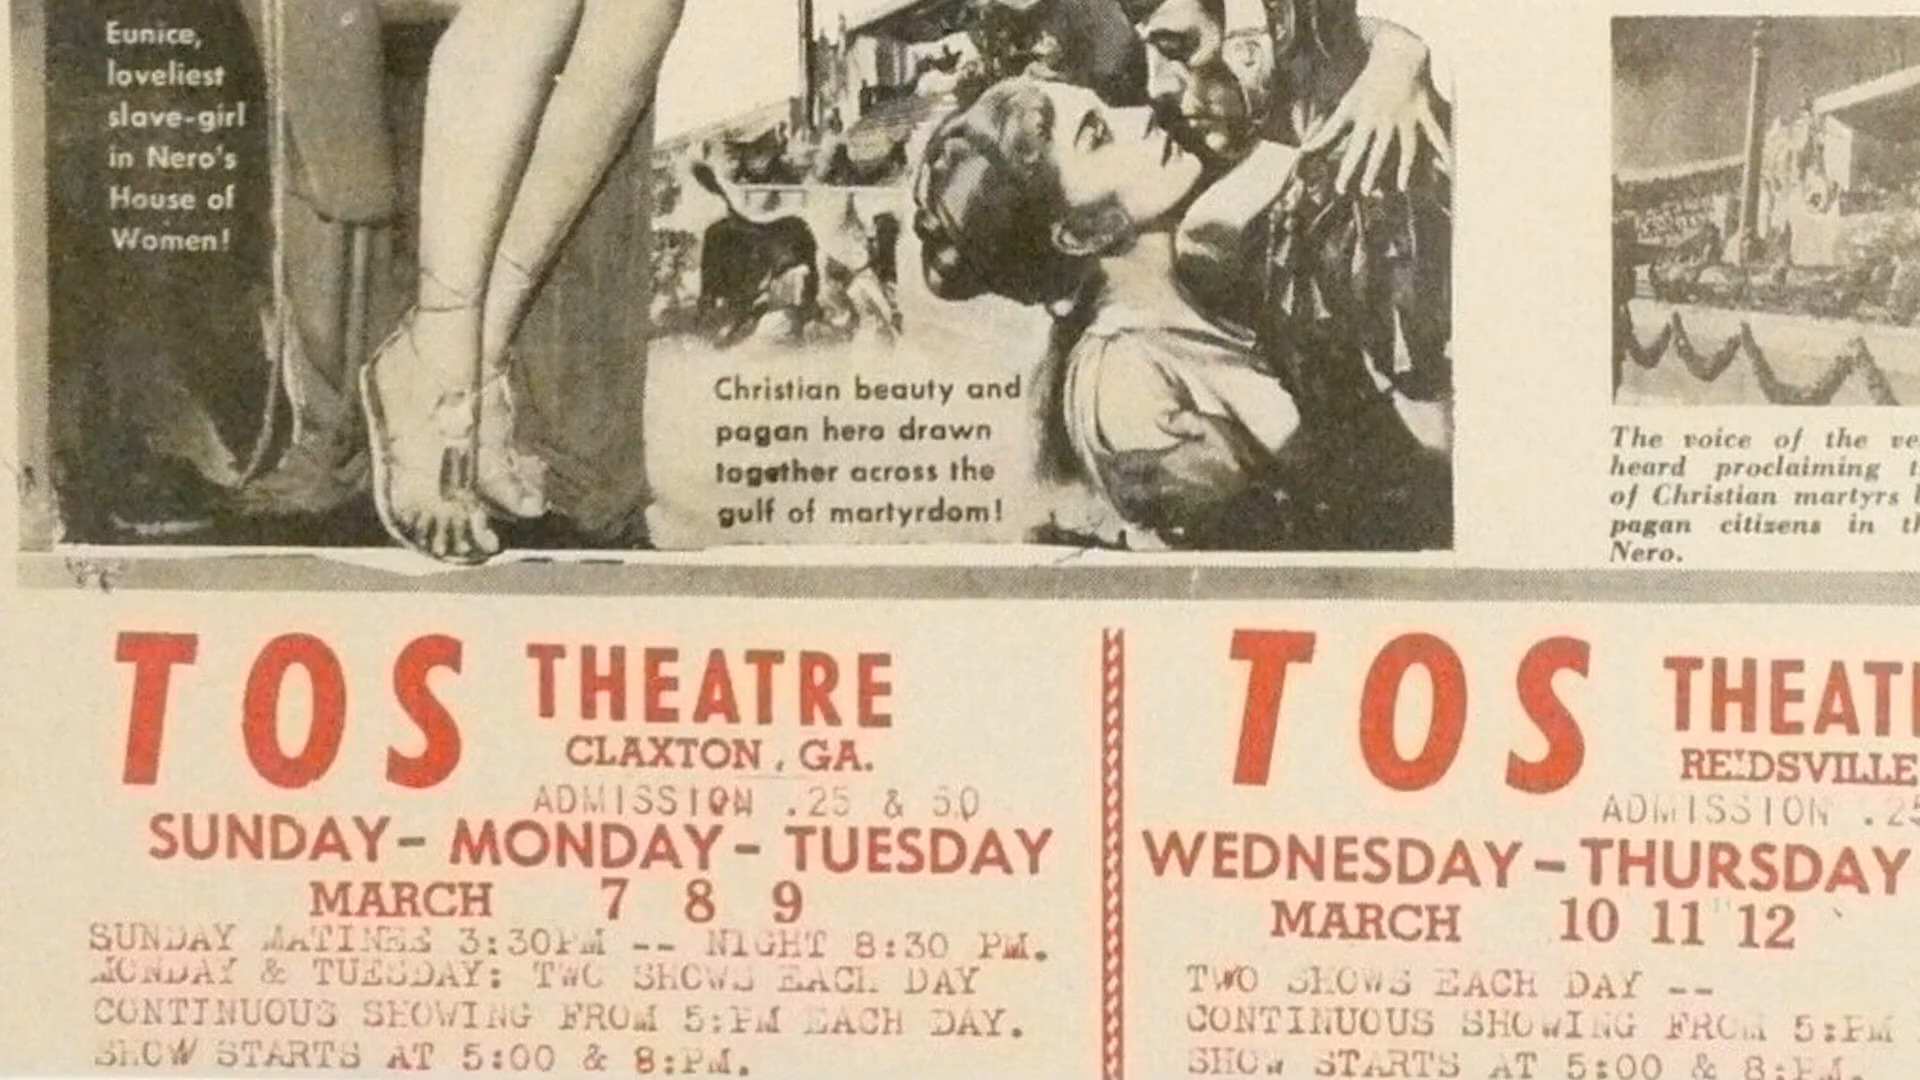 Eunice,
loveliest
slave-girl
in Nero's
House of
Women!
Christian beauty and
pagan hero drawn
together across the
gulf of martyrdom!
The voice of the
heard proclaiming
of Christian martyrs
pagan citizens in
Nero.
TOS THEATRE
CLAXTON, GA.
ADMISSION .25 & 50
SUNDAY - MONDAY - TUESDAY
MARCH 7 8 9
SUNDAY MATINEE 3:30PM -- NIGHT 8:30 PM.
MONDAY & TUESDAY: TWO SHOWS EACH DAY
CONTINUOUS SHOWING FROM 5:PM EACH DAY.
SHOW STARTS AT 5:00 & 8:PM.
TOS
REIDSVILLE
ADMISSION .25
WEDNESDAY - THURSDAY
MARCH 10 11 12
TWO SHOWS EACH DAY --
CONTINUOUS SHOWING FROM 5:PM
SHOW STARTS AT 5:00 & 8:PM.